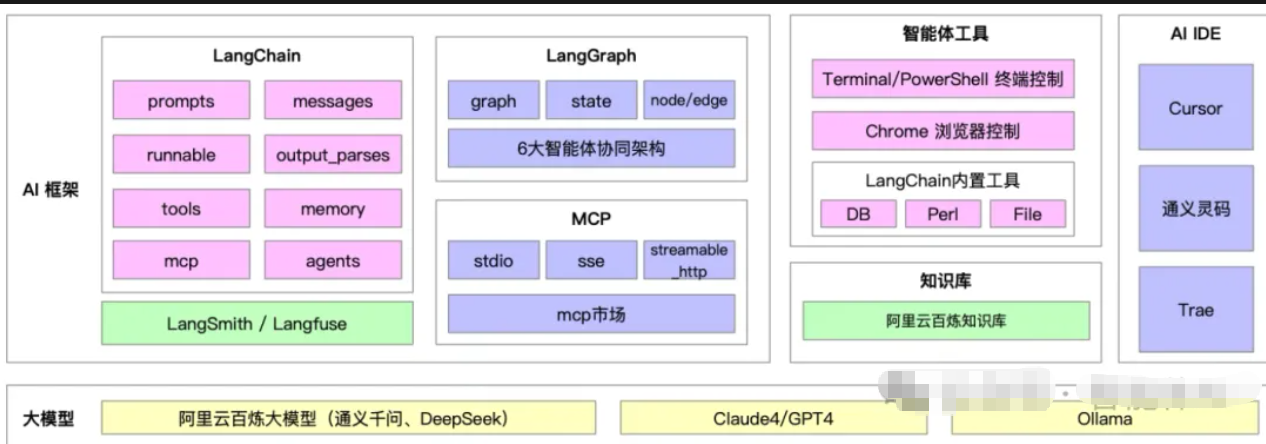 AI 框架
LangChain
prompts
messages
runnable
output_parses
tools
memory
mcp
agents
LangSmith / Langfuse
LangGraph
graph
state
node/edge
6大智能体协同架构
MCP
stdio
sse
streamable
_http
mcp市场
智能体工具
Terminal/PowerShell 终端控制
Chrome 浏览器控制
LangChain内置工具
DB
Perl
File
知识库
阿里云百炼知识库
AI IDE
Cursor
通义灵码
Trae
大模型
阿里云百炼大模型（通义千问、DeepSeek）
Claude4/GPT4
Ollama